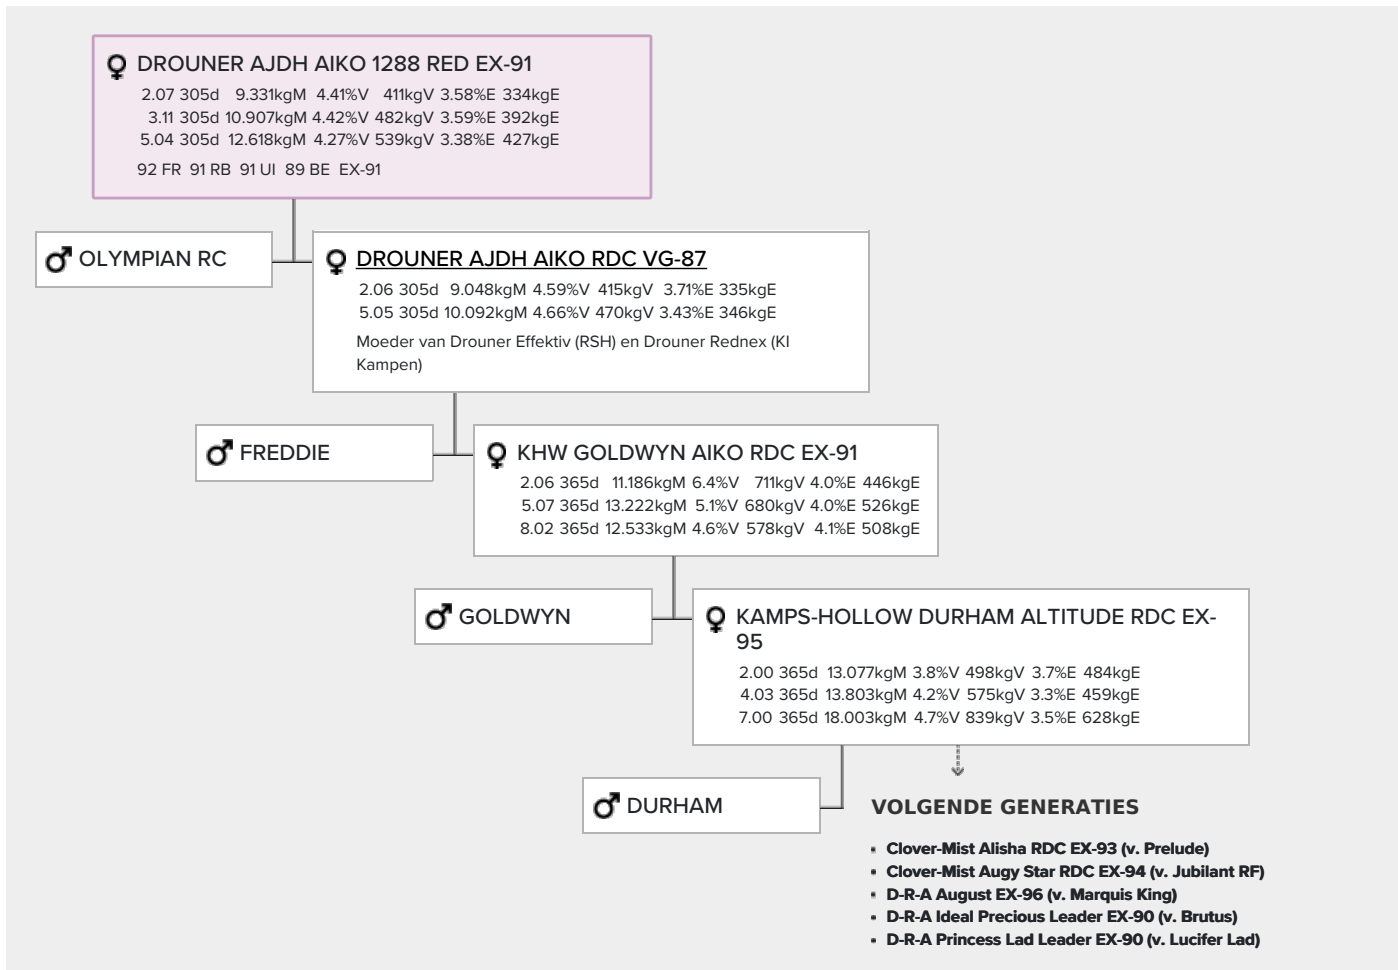 DROUNER AJDH AIKO 1288 RED EX-91
2.07 305d 9.331kgM 4.41%V 411kgV 3.58%E 334kgE
3.11 305d 10.907kgM 4.42%V 482kgV 3.59%E 392kgE
5.04 305d 12.618kgM 4.27%V 539kgV 3.38%E 427kgE
92 FR 91 RB 91 UI 89 BE EX-91
OLYMPIAN RC
DROUNER AJDH AIKO RDC VG-87
2.06 305d 9.048kgM 4.59%V 415kgV 3.71%E 335kgE
5.05 305d 10.092kgM 4.66%V 470kgV 3.43%E 346kgE
Moeder van Drouner Effektiv (RSH) en Drouner Rednex (KI
Kampen)
FREDDIE
KHW GOLDWYN AIKO RDC EX-91
2.06 365d 11.186kgM 6.4%V 711kgV 4.0%E 446kgE
5.07 365d 13.222kgM 5.1%V 680kgV 4.0%E 526kgE
8.02 365d 12.533kgM 4.6%V 578kgV 4.1%E 508kgE
GOLDWYN
KAMPS-HOLLOW DURHAM ALTITUDE RDC EX-
95
2.00 365d 13.077kgM 3.8%V 498kgV 3.7%E 484kgE
4.03 365d 13.803kgM 4.2%V 575kgV 3.3%E 459kgE
7.00 365d 18.003kgM 4.7%V 839kgV 3.5%E 628kgE
DURHAM
VOLGENDE GENERATIES
Clover-Mist Alisha RDC EX-93 (v. Prelude)
Clover-Mist Augy Star RDC EX-94 (v. Jubilant RF)
D-R-A August EX-96 (v. Marquis King)
D-R-A Ideal Precious Leader EX-90 (v. Brutus)
D-R-A Princess Lad Leader EX-90 (v. Lucifer Lad)